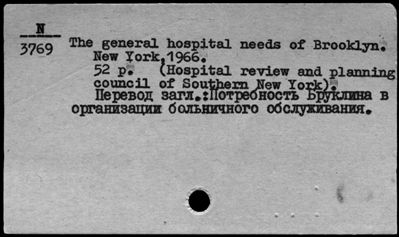 N
3769
The general hospital needs of Brooklyn.
New York,1966.
52 p. (Hospital review and planning
council of Southern New York).
Перевод загл.:Потребность Бруклина в
организации больничного обслуживания.